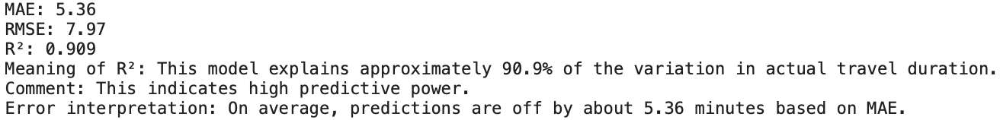 MAE: 5.36
RMSE: 7.97
R²: 0.909
Meaning of R²: This model explains approximately 90.9% of the variation in actual travel duration.
Comment: This indicates high predictive power.
Error interpretation: On average, predictions are off by about 5.36 minutes based on MAE.